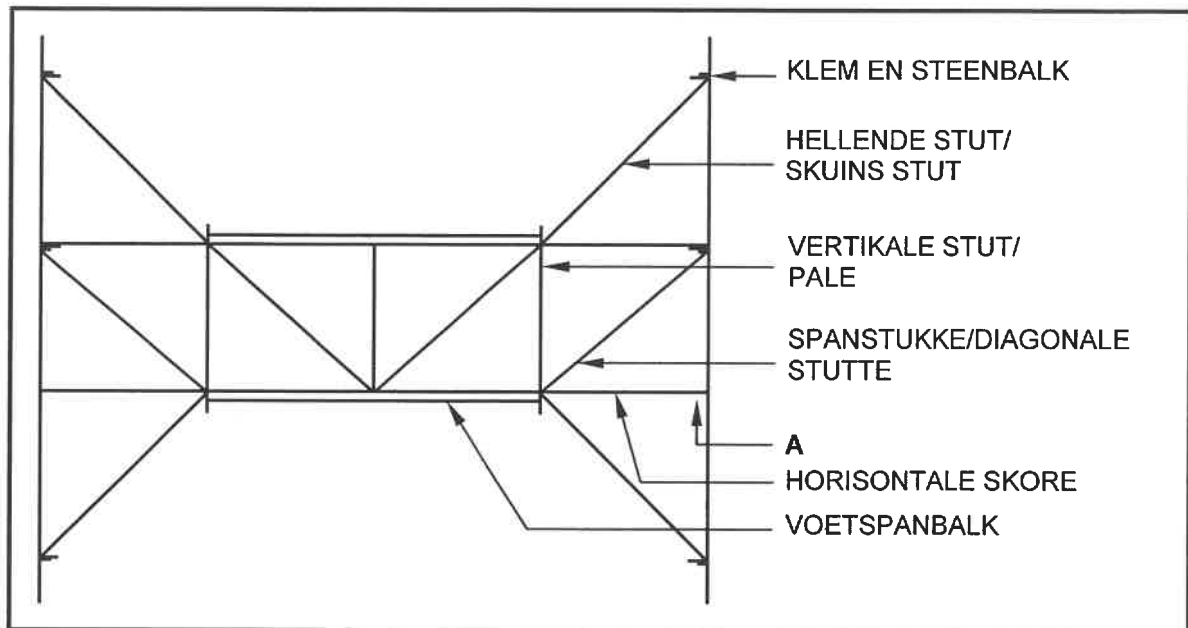 KLEM EN STEENBALK
HELLENDE STUT/
SKUINS STUT
VERTIKALE STUT/
PALE
SPANSTUKKE/DIAGONALE
STUTTE
A
HORISONTALE SKORE
VOETSPANBALK